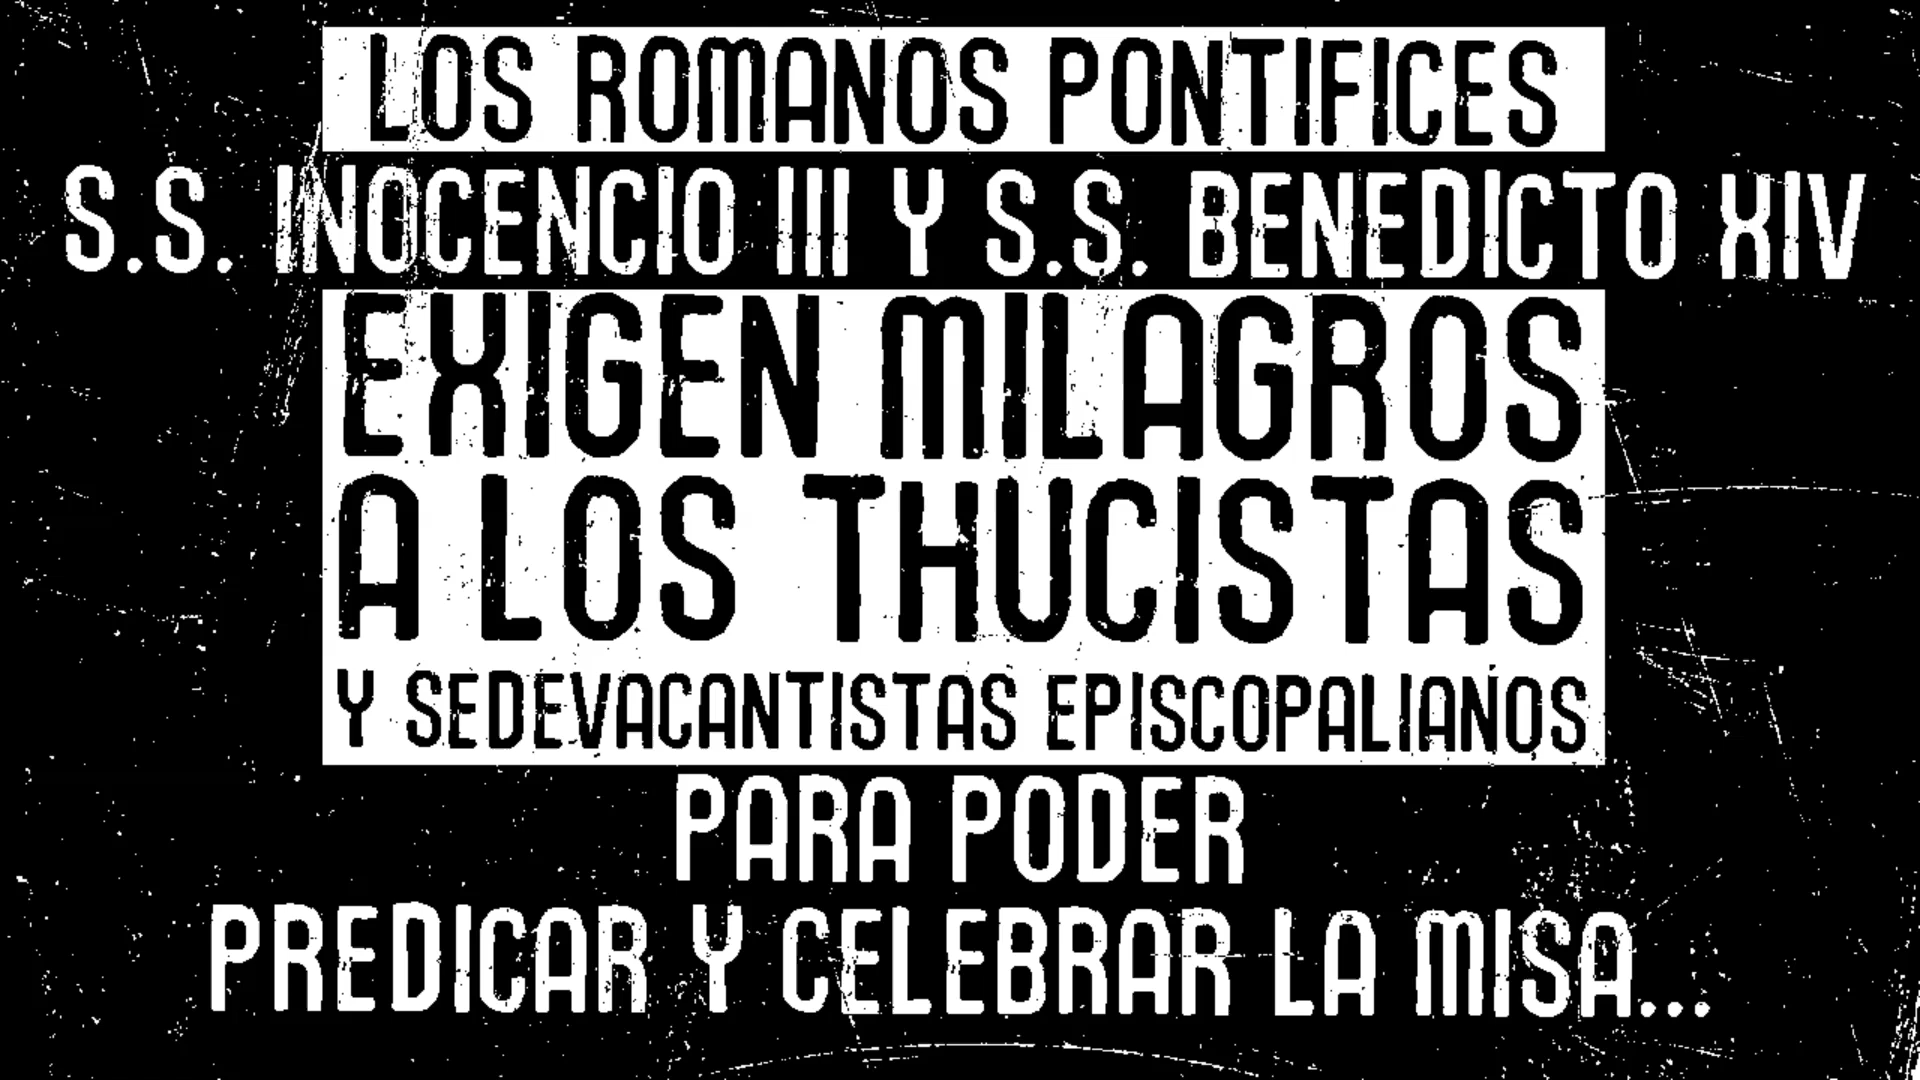 LOS ROMANOS PONTIFICES
S.S. INOCENCIO III Y S.S. BENEDICTO XIV
EXIGEN MILAGROS
A LOS THUCISTAS
Y SEDEVACANTISTAS EPISCOPALIANOS
PARA PODER
PREDICAR Y CELEBRAR LA MISA...